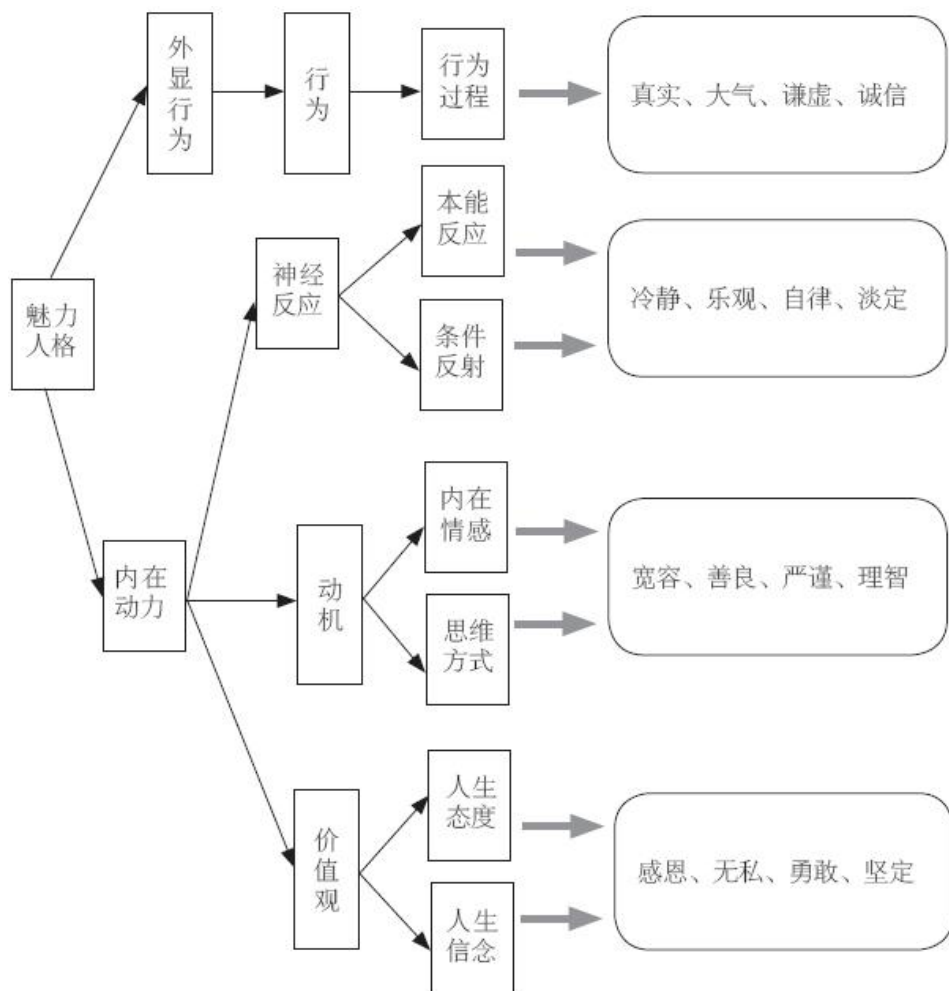 外显行为
行为
行为
过程
真实、大气、谦虚、诚信
本能
反应
神经
反应
冷静、乐观、自律、淡定
魅力
人格
条件
反射
内在
情感
宽容、善良、严谨、理智
内在
动力
动机
思维
方式
人生
态度
价值观
感恩、无私、勇敢、坚定
人生
信念